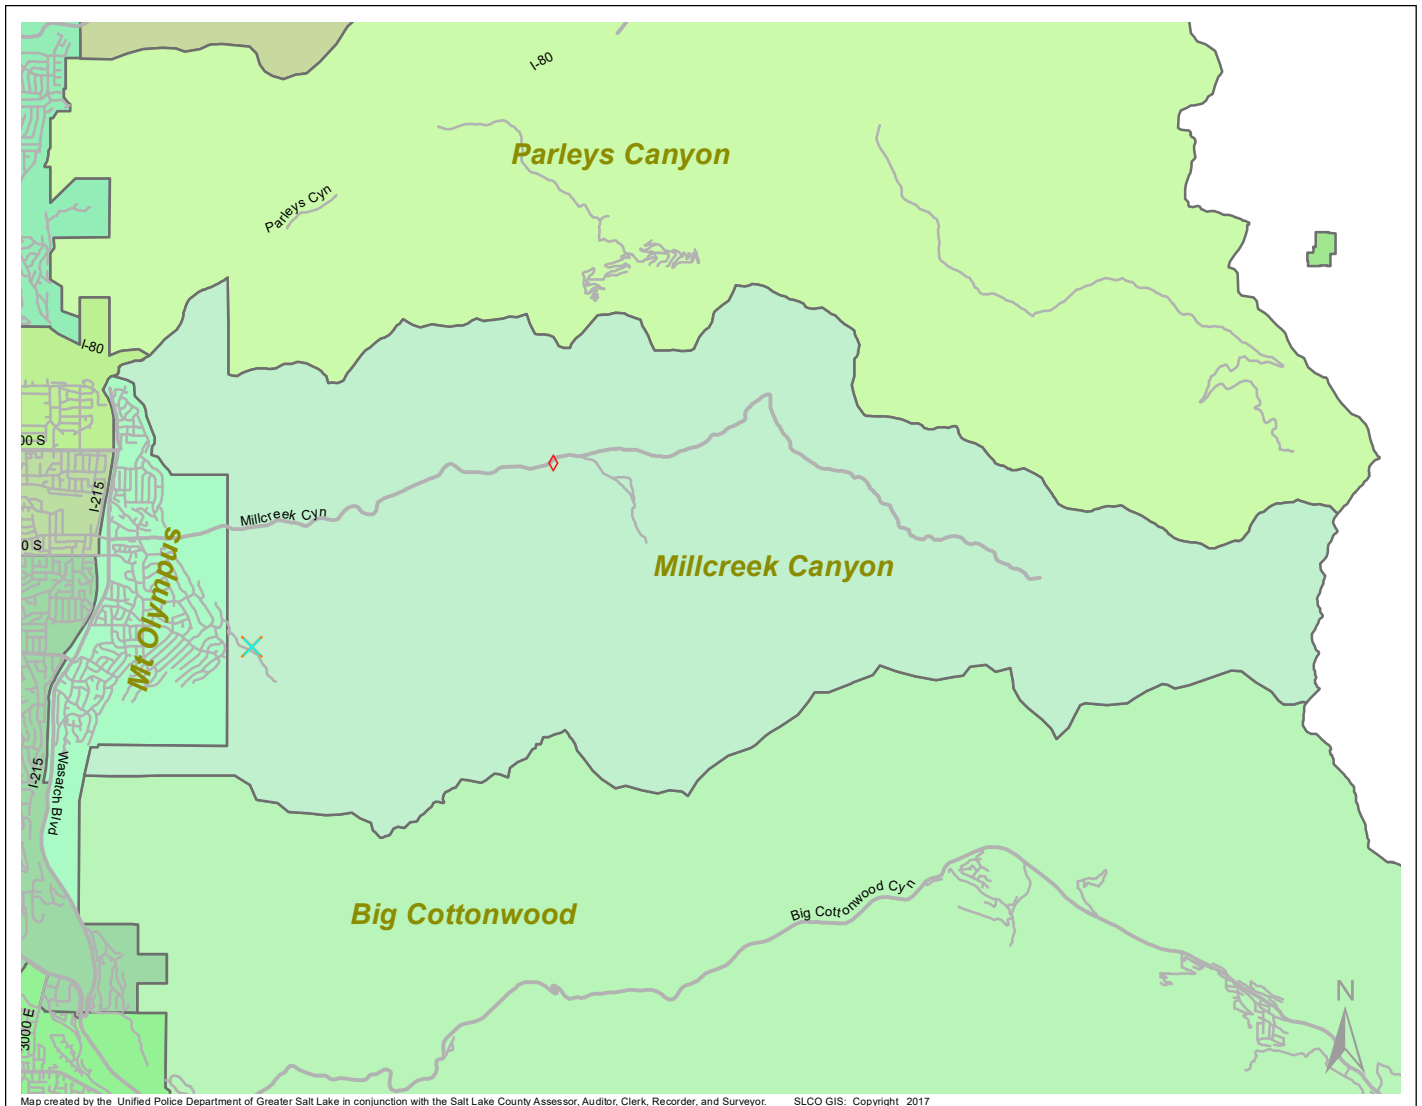 I-80
Parleys Canyon
Parleys Cyn
I-80
00 S
I-215
Millcreek Cyn
0 S
Millcreek Canyon
Mt Olympus
I-215
Wasatch Blvd
Big Cottonwood Cyn
Big Cottonwood
N
3000 E
Map created by the Unified Police Department of Greater Salt Lake in conjunction with the Salt Lake County Assessor, Auditor, Clerk, Recorder, and Surveyor. SLCO GIS: Copyright 2017